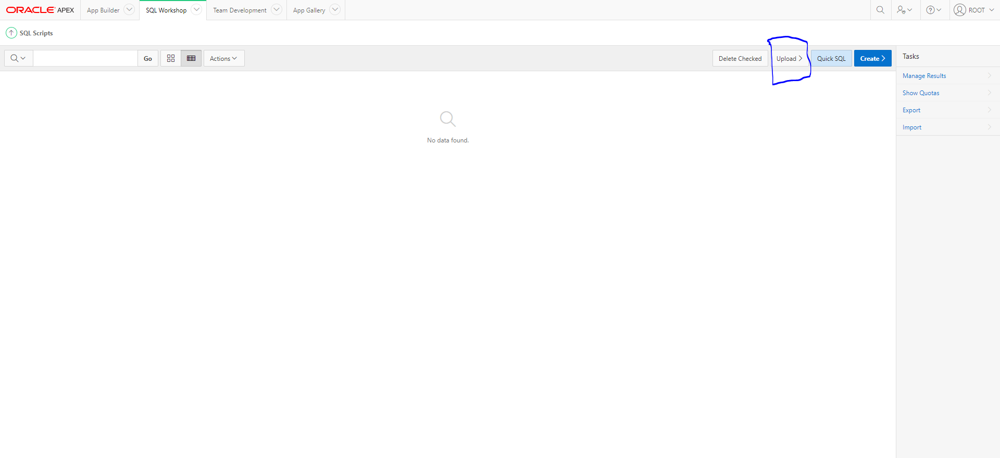 ORACLE APEX App Builder SQL Workshop Team Development App Gallery ROOT
SQL Scripts
Go Actions Delete Checked Upload Quick SQL Create
Tasks
Manage Results
Show Quotas
Export
Import
No data found.